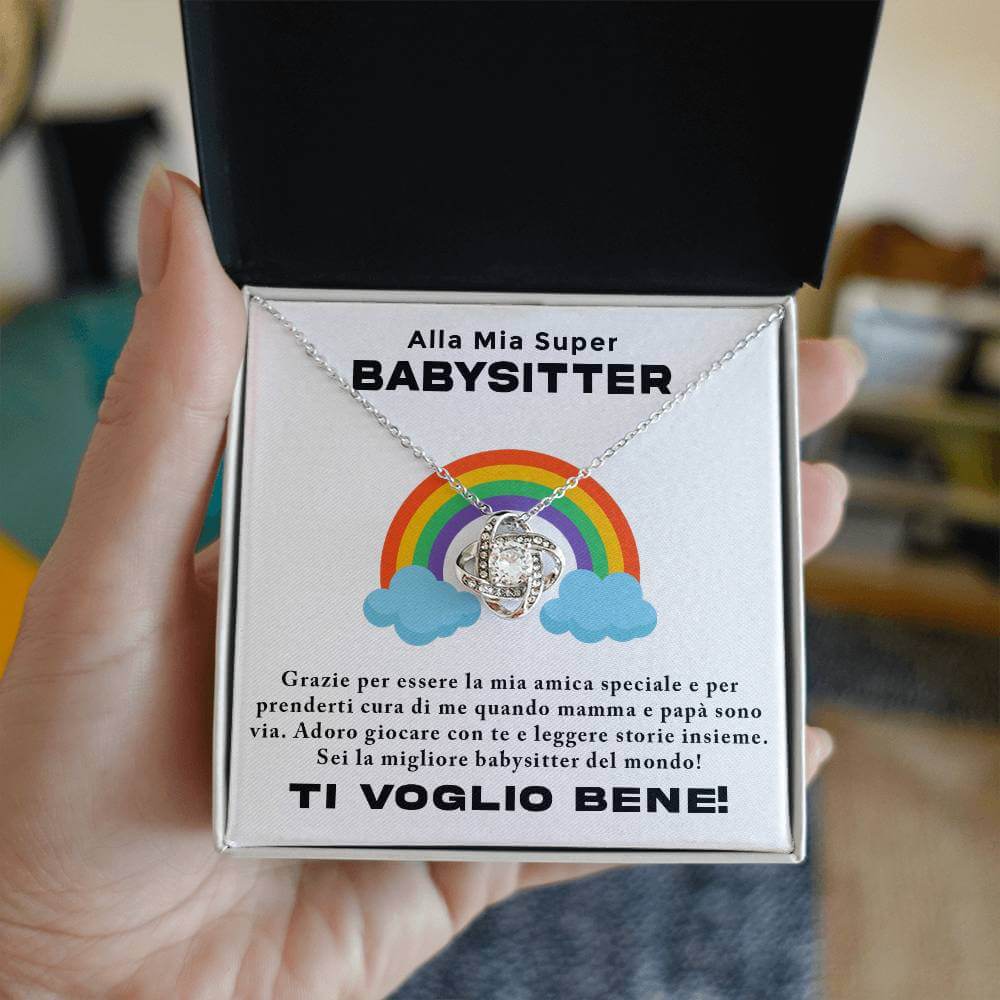 Alla Mia Super
BABYSITTER
Grazie per essere la mia amica speciale e per
prenderti cura di me quando mamma e papà sono
via. Adoro giocare con te e leggere storie insieme.
Sei la migliore babysitter del mondo!
TI VOGLIO BENE!